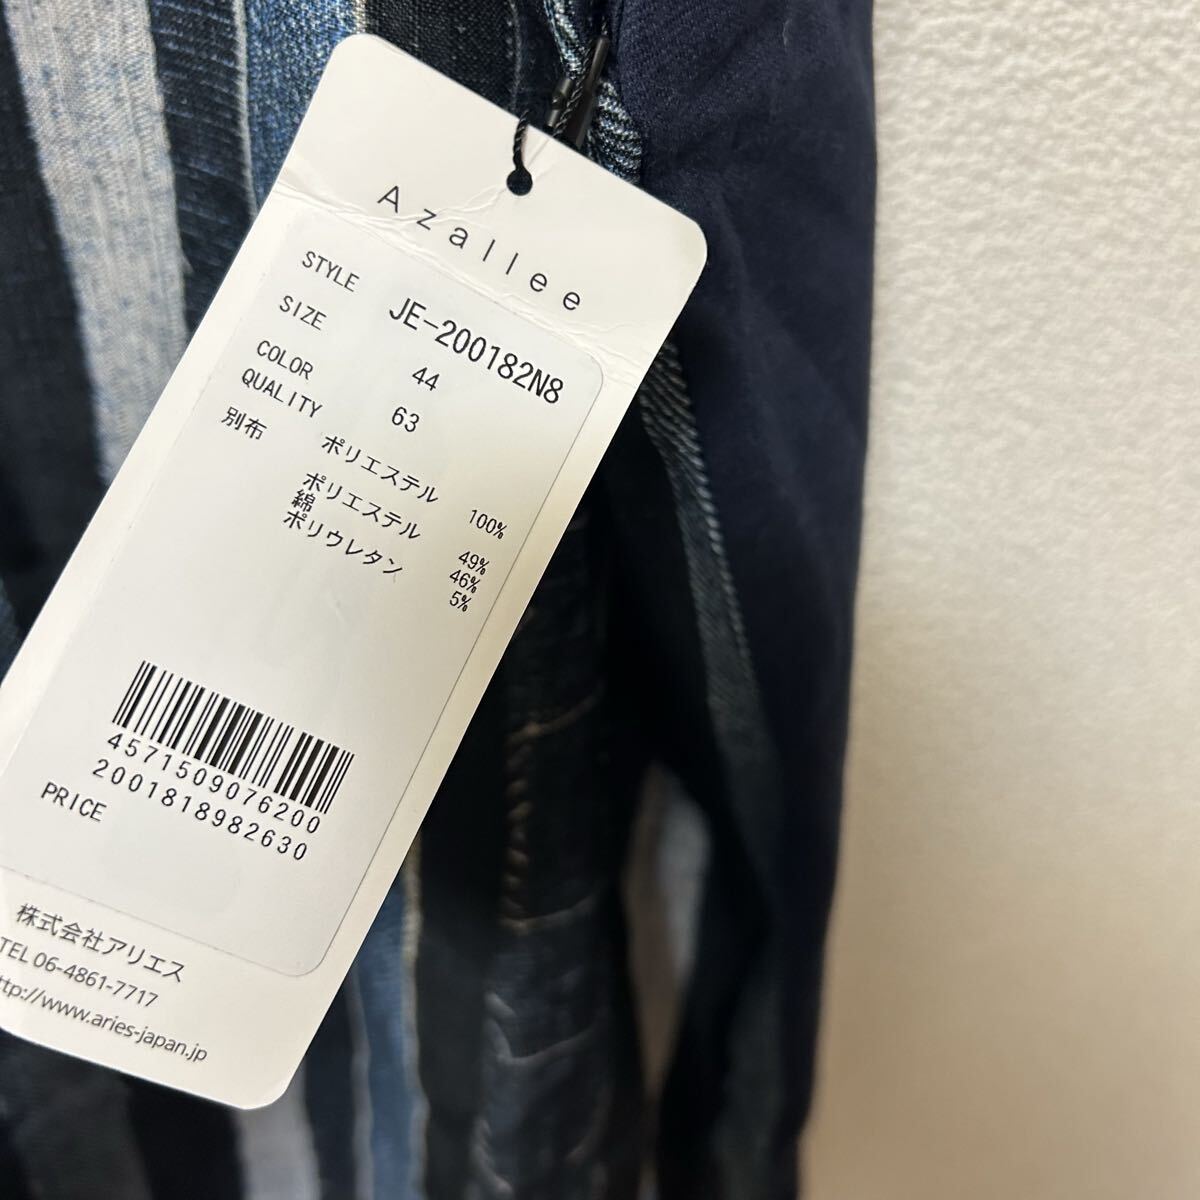 Azallee
STYLE JE-200182N8
SIZE 44
COLOR 63
QUALITY ポリエステル 100%
別布 ポリエステル 49%
綿 46%
ポリウレタン 5%
4571509076200
2001818982630
PRICE
株式会社アリエス
TEL 06-4861-7717
ttp://www.aries-japan.jp